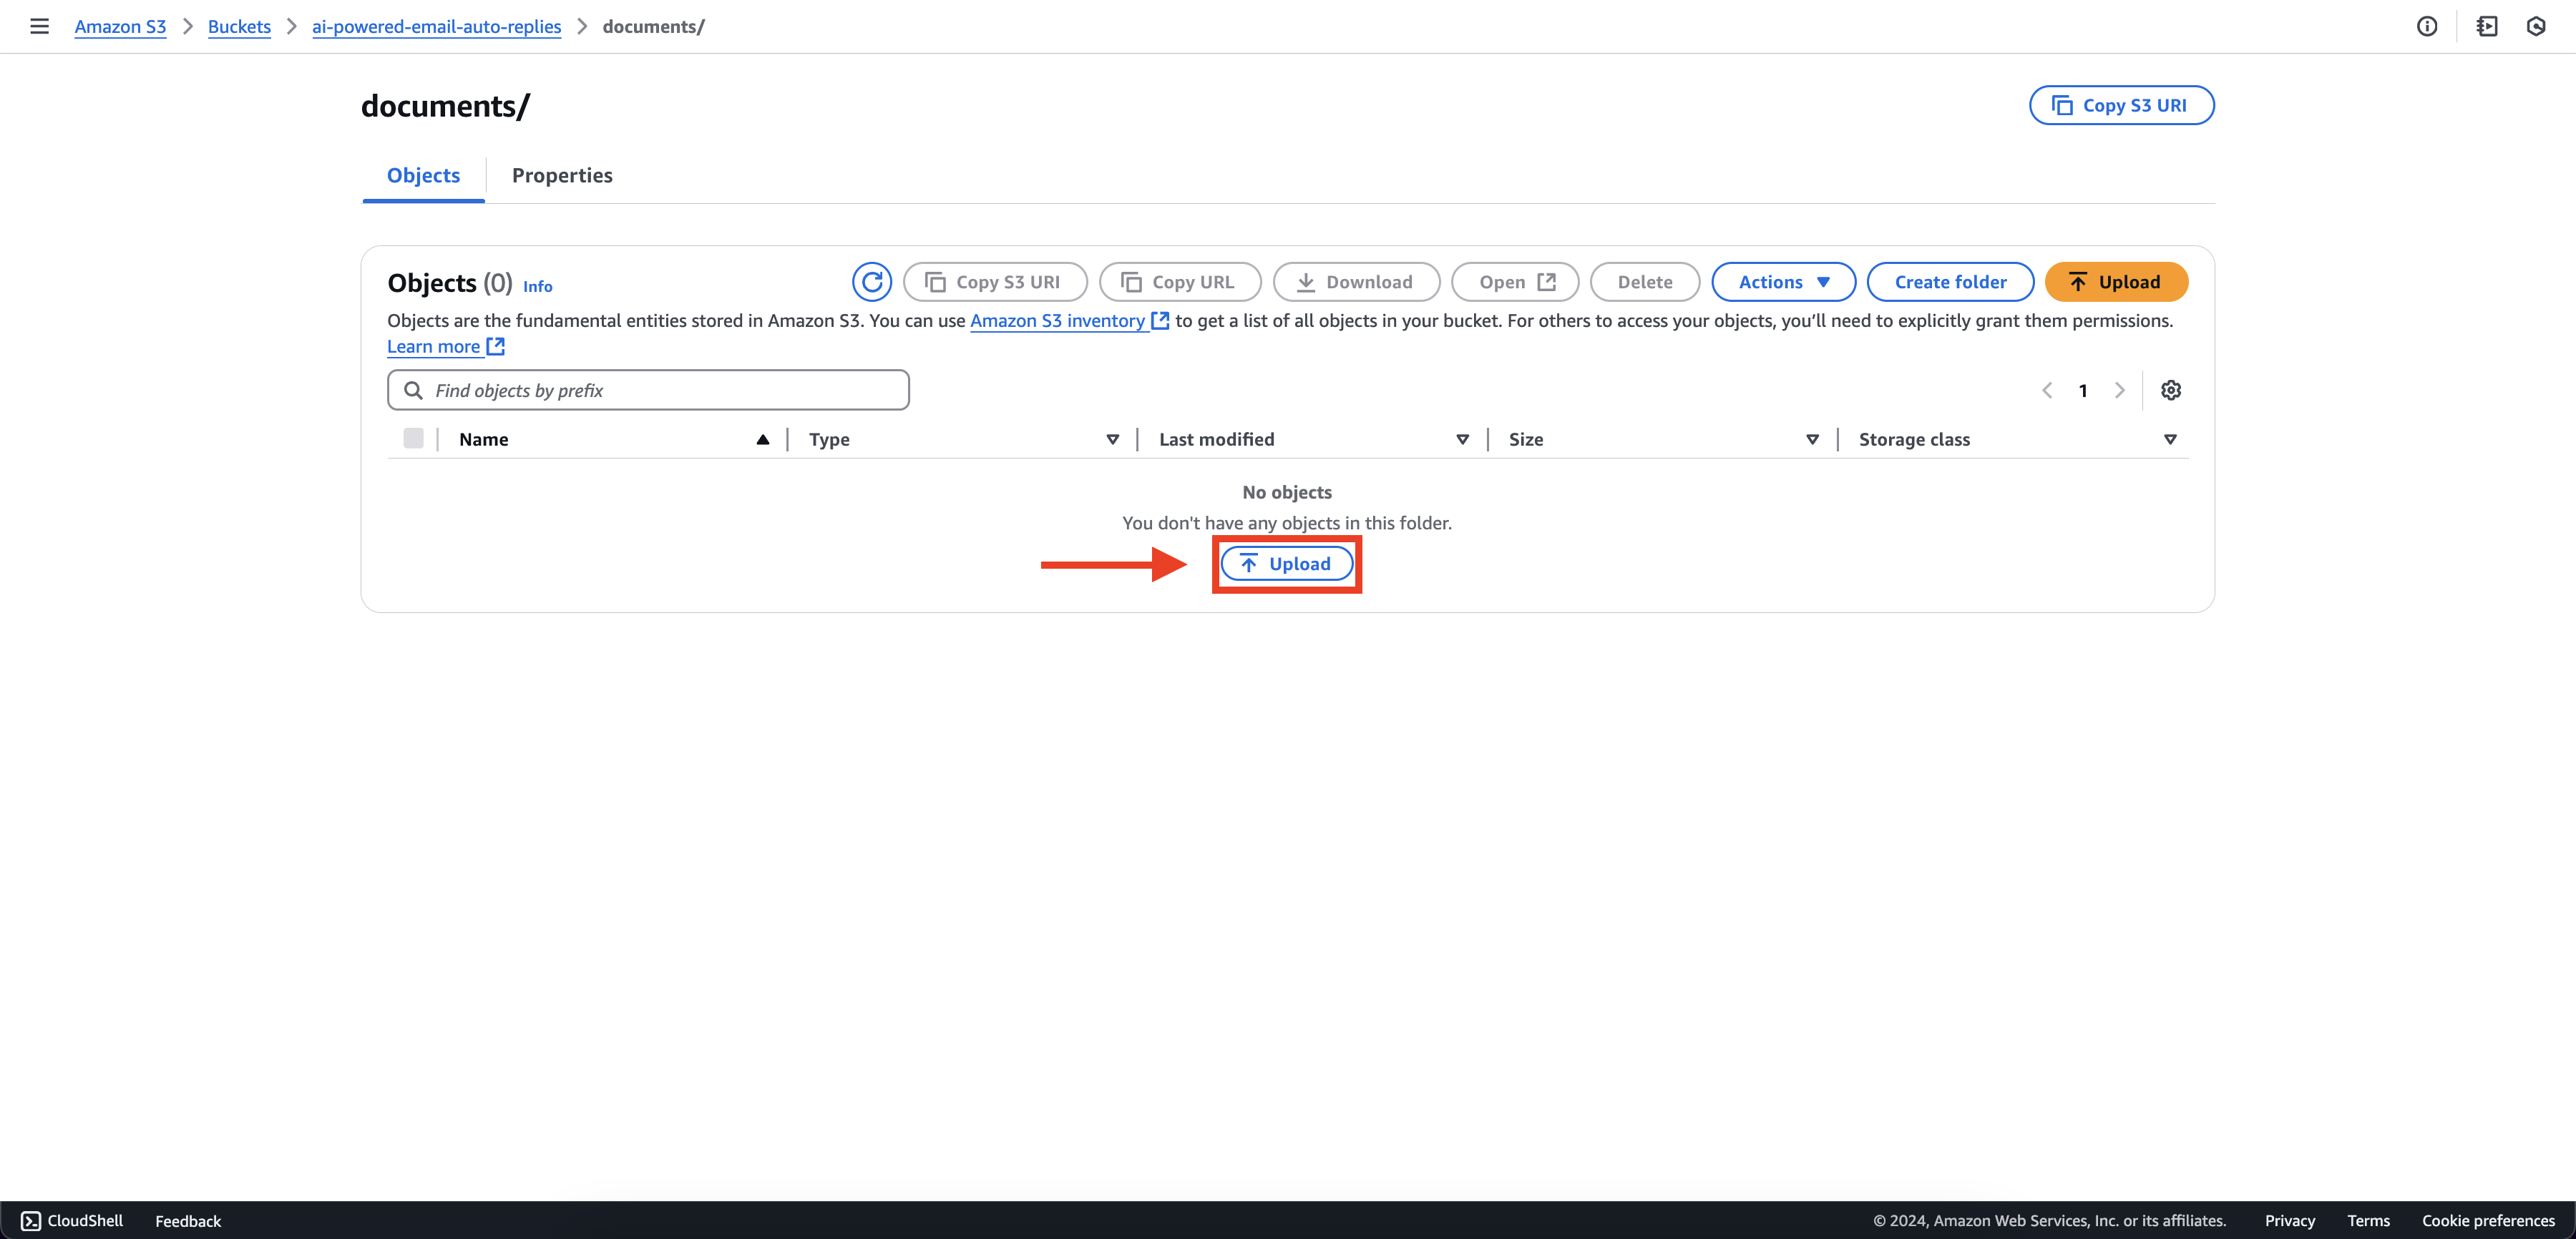 Amazon S3 > Buckets > ai-powered-email-auto-replies > documents/
documents/
Copy S3 URI
Objects Properties
Objects (0) Info Copy S3 URI Copy URL Download Open Delete Actions Create folder Upload
Objects are the fundamental entities stored in Amazon S3. You can use Amazon S3 inventory to get a list of all objects in your bucket. For others to access your objects, you’ll need to explicitly grant them permissions.
Learn more
Find objects by prefix
1
Name Type Last modified Size Storage class
No objects
You don't have any objects in this folder.
Upload
CloudShell Feedback © 2024, Amazon Web Services, Inc. or its affiliates. Privacy Terms Cookie preferences